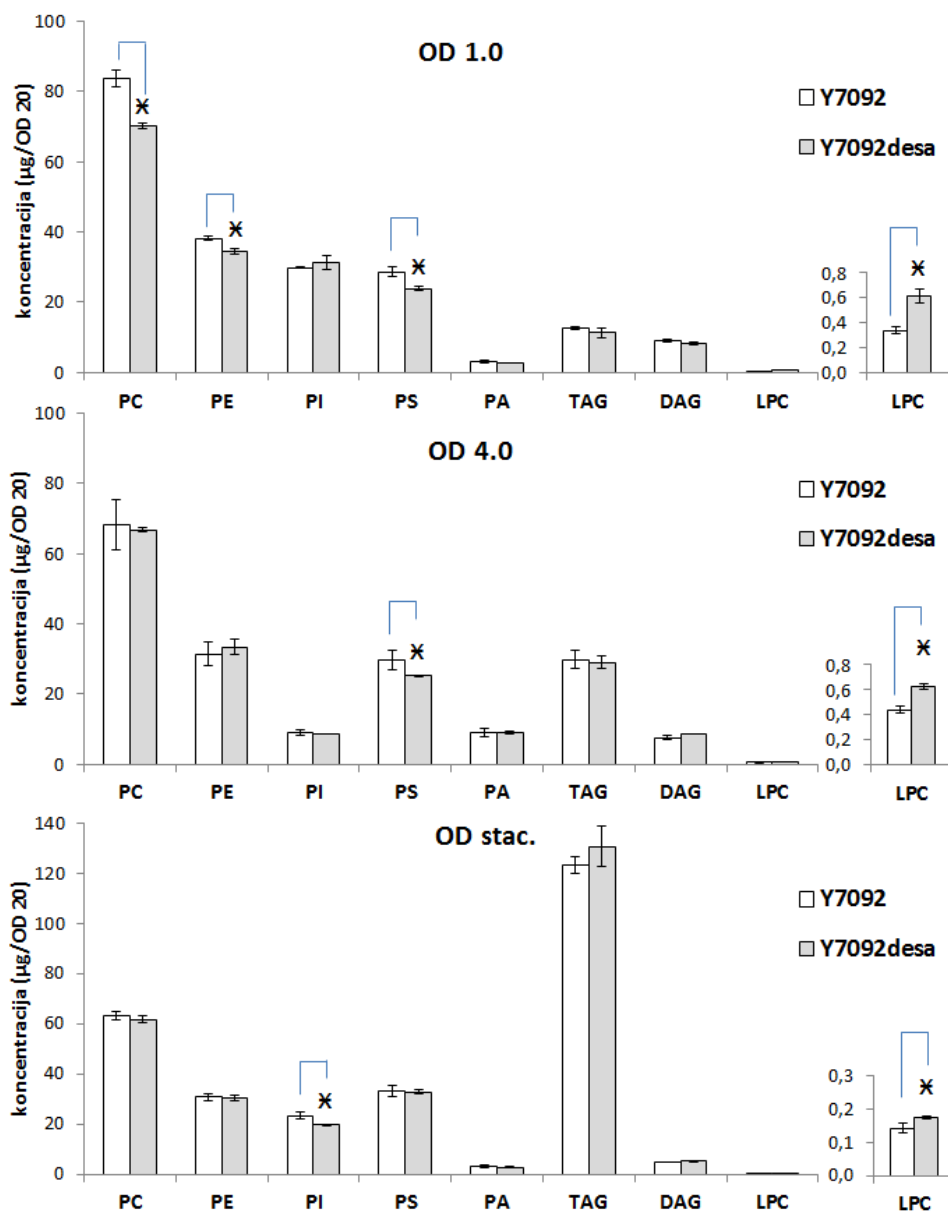 OD 1.0
koncentracija (µg/OD 20)
100
80
60
40
20
0
Ӿ
Ӿ
Ӿ
Y7092
Y7092desa
0,8
0,6
0,4
0,2
0,0
Ӿ
PC PE PI PS PA TAG DAG LPC LPC
OD 4.0
koncentracija (µg/OD 20)
100
80
60
40
20
0
Ӿ
Y7092
Y7092desa
0,8
0,6
0,4
0,2
0,0
Ӿ
PC PE PI PS PA TAG DAG LPC LPC
OD stac.
koncentracija (µg/OD 20)
140
120
100
80
60
40
20
0
Ӿ
Y7092
Y7092desa
0,3
0,2
0,1
0,0
Ӿ
PC PE PI PS PA TAG DAG LPC LPC